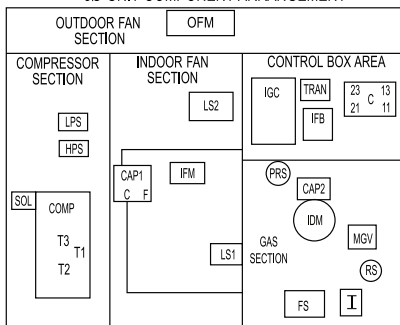 OUTDOOR FAN
SECTION
OFM
COMPRESSOR
SECTION
LPS
HPS
SOL
COMP
T3
T1
T2
INDOOR FAN
SECTION
LS2
CAP1
C F
IFM
LS1
CONTROL BOX AREA
IGC
TRAN
IFB
23 13
C
21 11
PRS
CAP2
IDM
GAS
SECTION
MGV
RS
FS
I